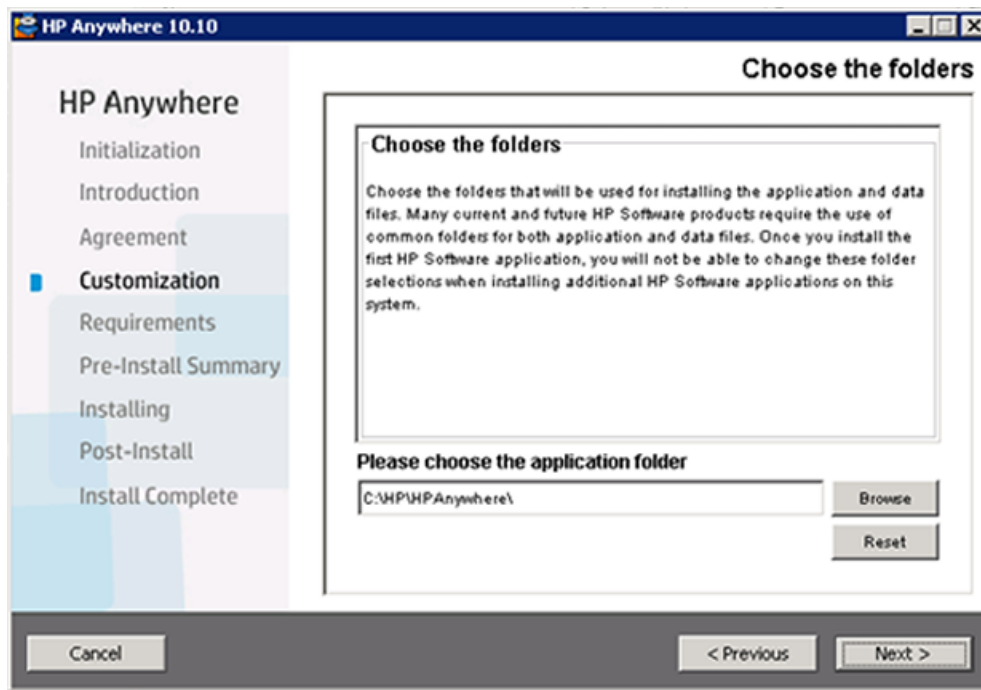 HP Anywhere 10.10
Choose the folders
HP Anywhere
Initialization
Introduction
Agreement
Customization
Requirements
Pre-Install Summary
Installing
Post-Install
Install Complete
Choose the folders
Choose the folders that will be used for installing the application and data
files. Many current and future HP Software products require the use of
common folders for both application and data files. Once you install the
first HP Software application, you will not be able to change these folder
selections when installing additional HP Software applications on this
system.
Please choose the application folder
C:\HP\HPAnywhere\
Browse
Reset
Cancel
< Previous
Next >